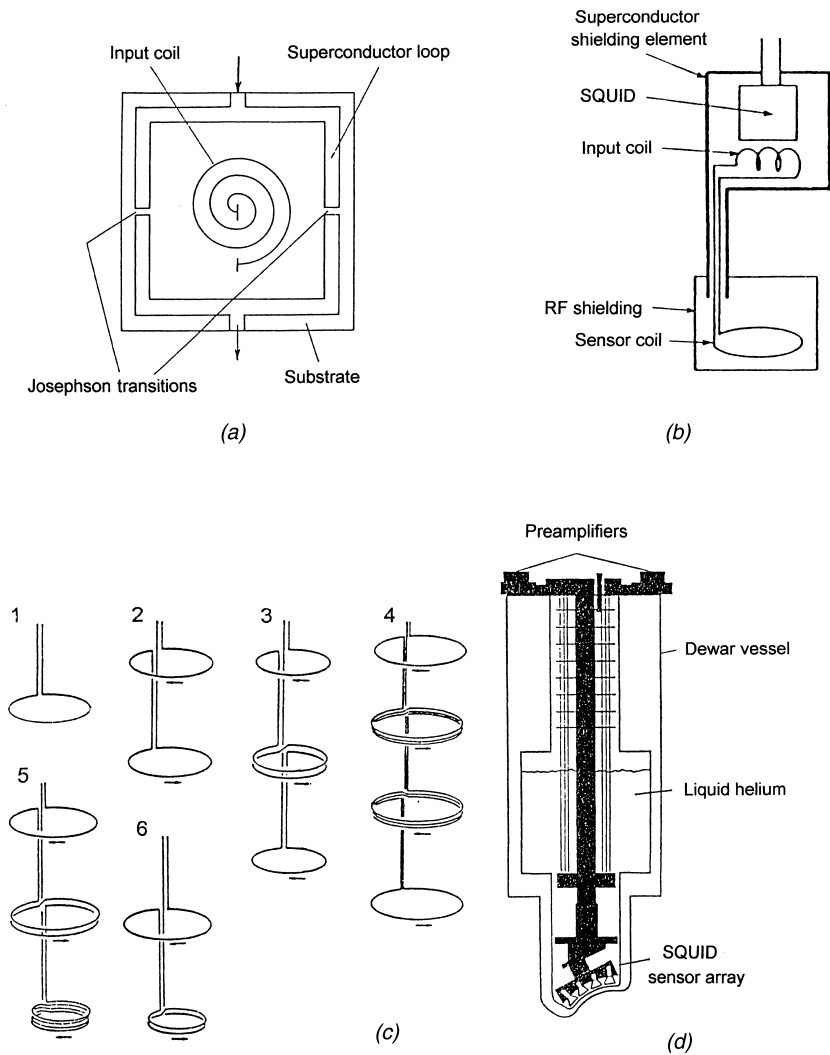 Input coil
Superconductor loop
Josephson transitions
Substrate
(a)
Superconductor
shielding element
SQUID
Input coil
RF shielding
Sensor coil
(b)
1
2
3
4
5
6
(c)
Preamplifiers
Dewar vessel
Liquid helium
SQUID
sensor array
(d)